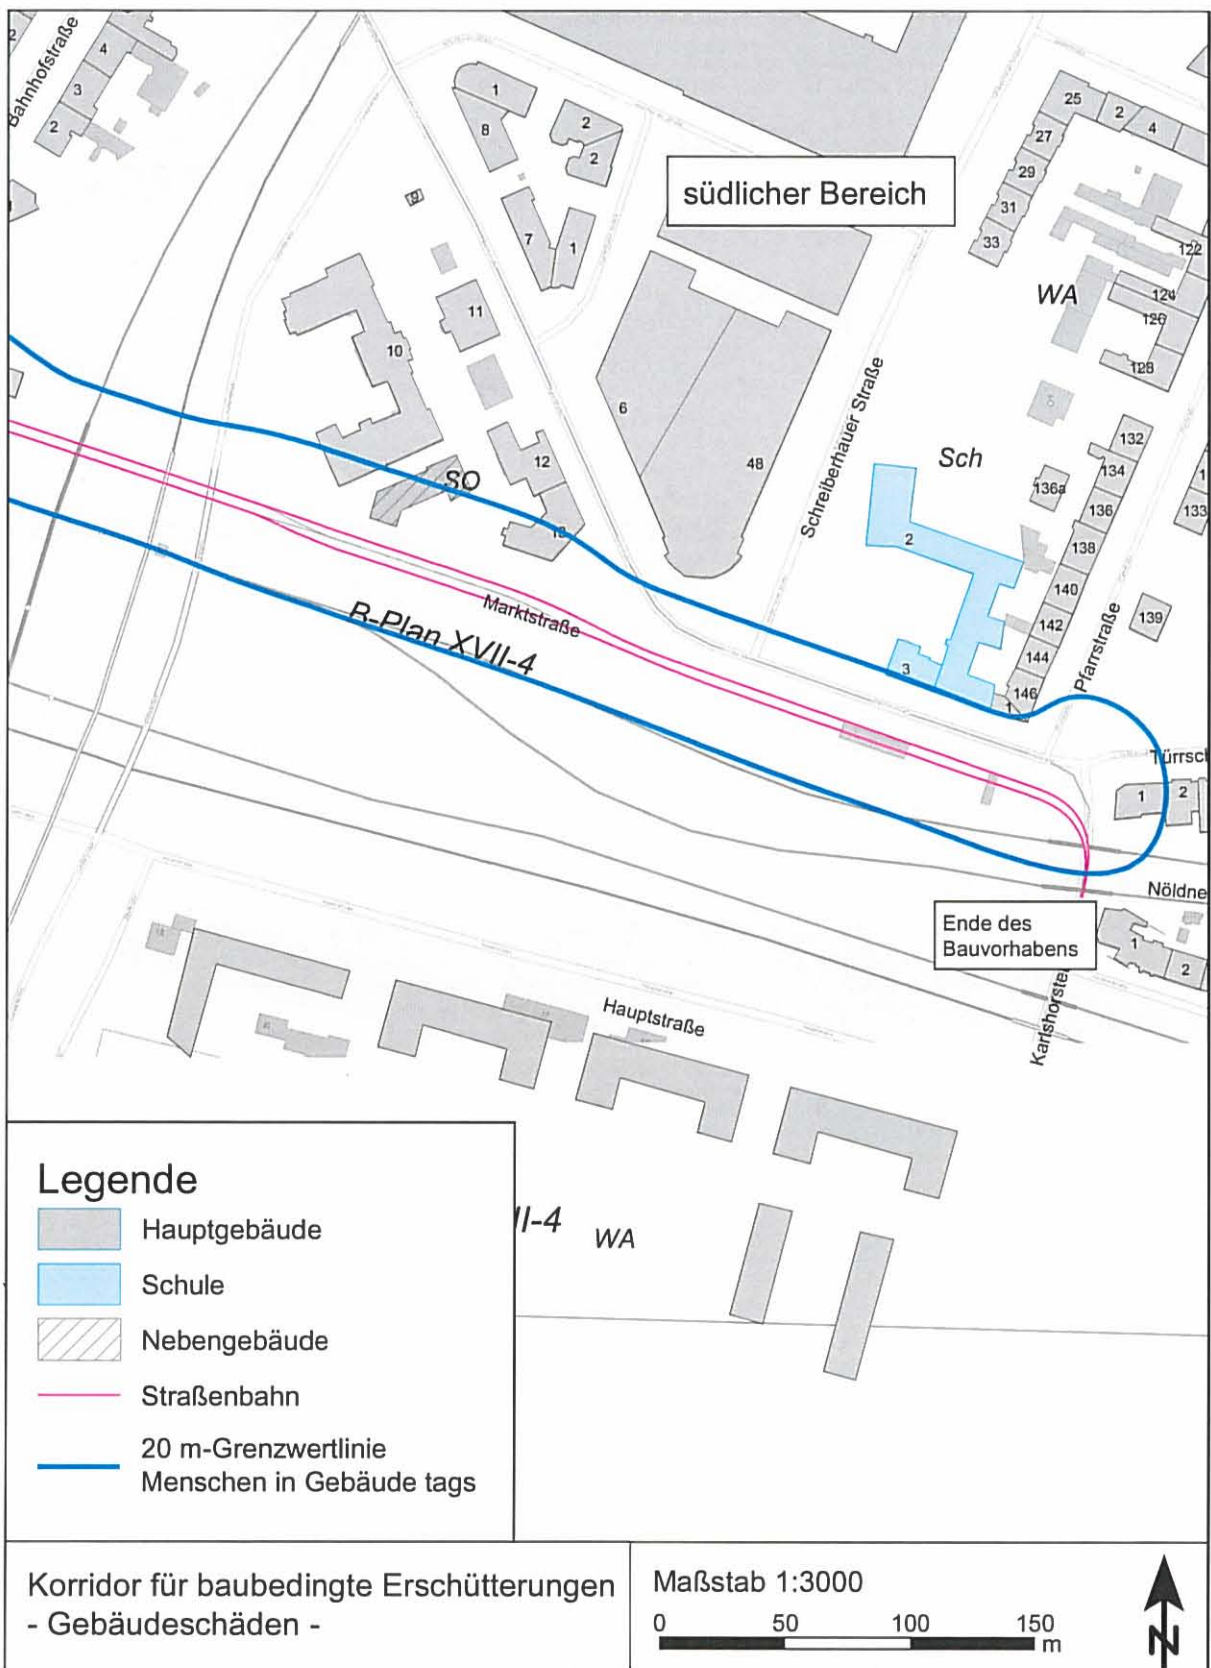 Bahnhofstraße
2
4
3
2
1
8
2
2
7
1
9
11
10
12
13
SO
südlicher Bereich
6
48
Schreiberhauer Straße
25
2
4
27
29
31
33
WA
122
124
126
128
Sch
132
134
136a
136
133
138
140
142
139
144
146
1
2
3
Pfarrstraße
Marktstraße
B-Plan XVII-4
Türrsch
1
2
Nöldne
Ende des
Bauvorhabens
1
2
Karlshorster
Hauptstraße
II-4
WA
Legende
Hauptgebäude
Schule
Nebengebäude
Straßenbahn
20 m-Grenzwertlinie
Menschen in Gebäude tags
Korridor für baubedingte Erschütterungen
- Gebäudeschäden -
Maßstab 1:3000
0 50 100 150
m
N